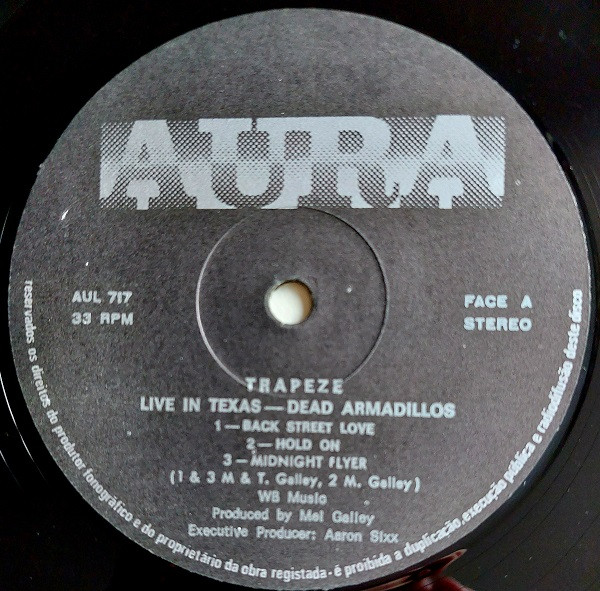 AURA
AUL 717
33 RPM
FACE A
STEREO
TRAPEZE
LIVE IN TEXAS — DEAD ARMADILLOS
1 — BACK STREET LOVE
2 — HOLD ON
3 — MIDNIGHT FLYER
(1 & 3 M & T. Galley, 2 M. Galley)
WB Music
Produced by Mel Galley
Executive Producer: Aaron Sixx
reservados os direitos do produtor fonográfico e do proprietário da obra registada - é proibida a duplicação, execução pública e radiodifusão deste disco